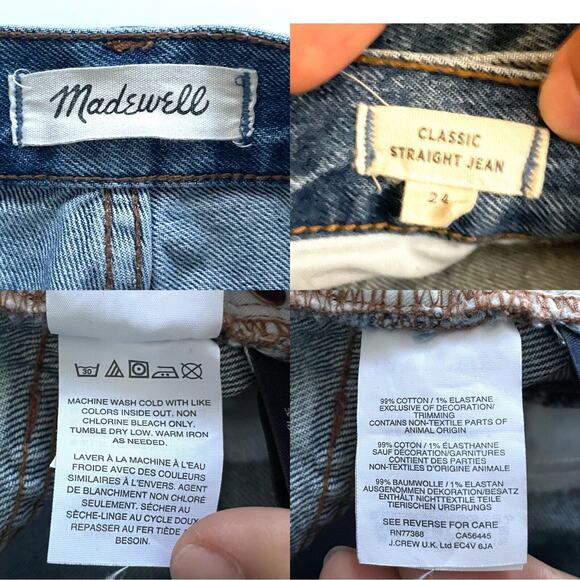 Madewell
CLASSIC
STRAIGHT JEAN
24
30
MACHINE WASH COLD WITH LIKE
COLORS INSIDE OUT. NON
CHLORINE BLEACH ONLY.
TUMBLE DRY LOW. WARM IRON
AS NEEDED.
LAVER À LA MACHINE À L'EAU
FROIDE AVEC DES COULEURS
SIMILAIRES À L'ENVERS. AGENT
DE BLANCHIMENT NON CHLORÉ
SEULEMENT. SÉCHER AU
SÈCHE-LINGE AU CYCLE DOUX
REPASSER AU FER TIÈDE
BESOIN.
99% COTTON / 1% ELASTANE
EXCLUSIVE OF DECORATION/
TRIMMING
CONTAINS NON-TEXTILE PARTS OF
ANIMAL ORIGIN
99% COTON / 1% ÉLASTHANNE
SAUF DÉCORATION/GARNITURES
CONTIENT DES PARTIES
NON-TEXTILES D'ORIGINE ANIMALE
99% BAUMWOLLE / 1% ELASTAN
AUSGENOMMEN DEKORATION/BESATZ
ENTHÄLT NICHTTEXTILE TEILE
TIERISCHEN URSPRUNGS
SEE REVERSE FOR CARE
RN77388 CA56445
J.CREW U.K. Ltd EC4V 6JA